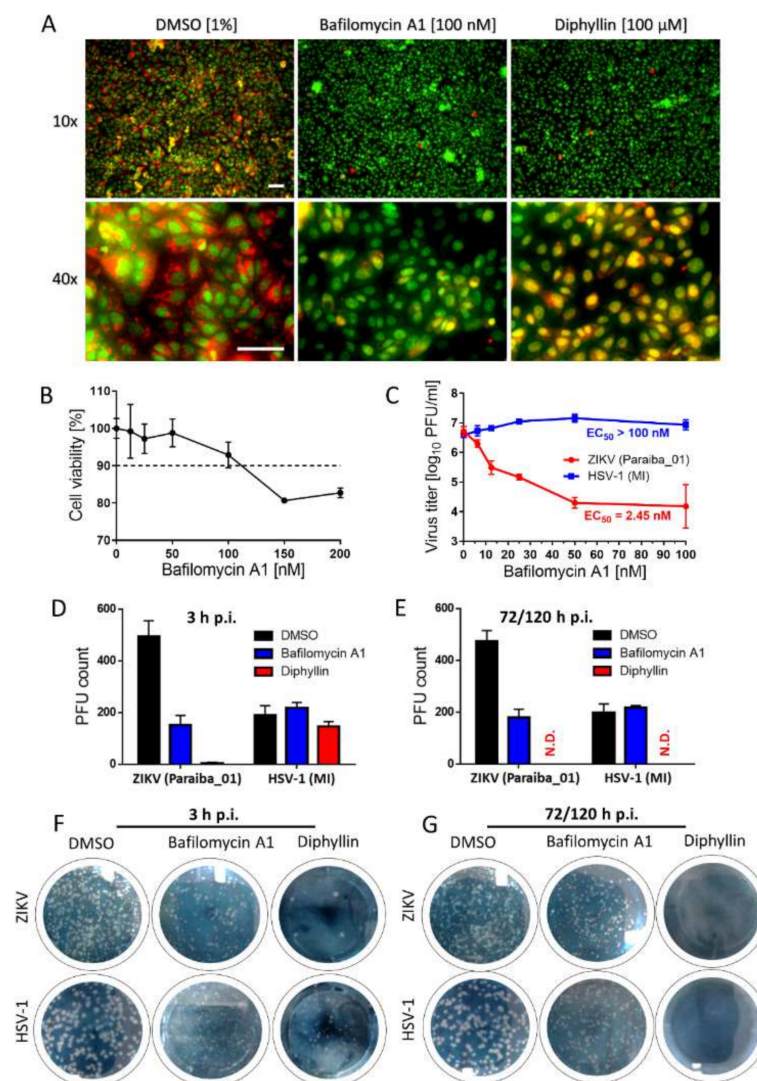 A
DMSO [1%] Bafilomycin A1 [100 nM] Diphyllin [100 µM]
10x
40x
B
Cell viability [%]
110
100
90
80
70
0 50 100 150 200
Bafilomycin A1 [nM]
C
Virus titer [log10 PFU/ml]
8
7
6
5
4
3
EC50 > 100 nM
ZIKV (Paraiba_01)
HSV-1 (MI)
EC50 = 2.45 nM
0 10 20 30 40 50 60 70 80 90 100
Bafilomycin A1 [nM]
D
3 h p.i.
PFU count
600
400
200
0
DMSO
Bafilomycin A1
Diphyllin
ZIKV (Paraiba_01) HSV-1 (MI)
E
72/120 h p.i.
PFU count
600
400
200
0
DMSO
Bafilomycin A1
Diphyllin
N.D. N.D.
ZIKV (Paraiba_01) HSV-1 (MI)
F
3 h p.i.
DMSO Bafilomycin A1 Diphyllin
ZIKV
HSV-1
G
72/120 h p.i.
DMSO Bafilomycin A1 Diphyllin
ZIKV
HSV-1